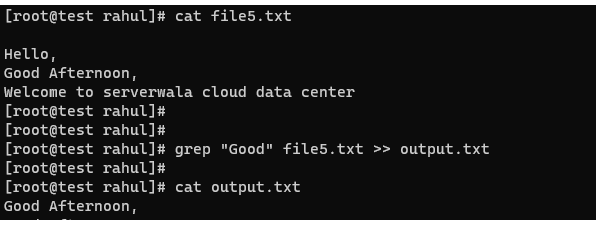 [root@test rahul]# cat file5.txt

Hello,
Good Afternoon,
Welcome to serverwala cloud data center
[root@test rahul]#
[root@test rahul]#
[root@test rahul]# grep "Good" file5.txt >> output.txt
[root@test rahul]#
[root@test rahul]# cat output.txt
Good Afternoon,